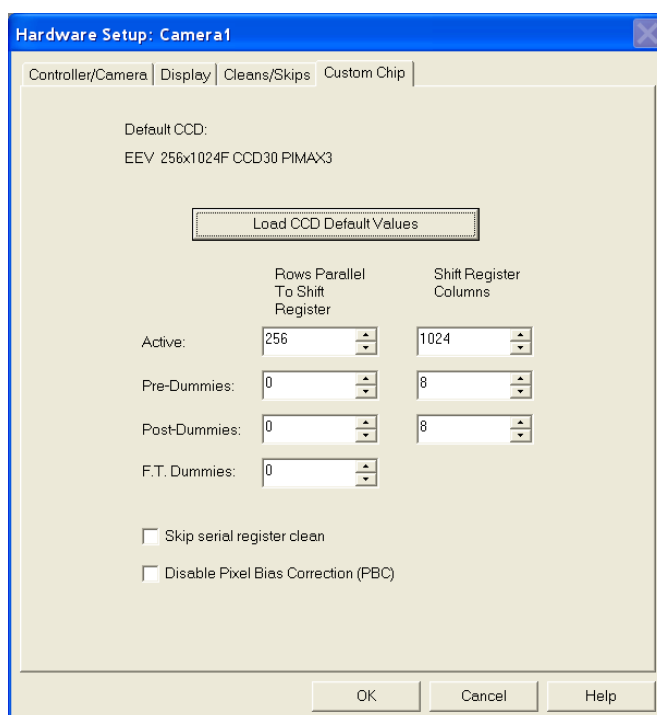 Hardware Setup: Camera1
Controller/Camera Display Cleans/Skips Custom Chip
Default CCD:
EEV 256x1024F CCD30 PIMAX3
Load CCD Default Values
Rows Parallel
To Shift
Register
Shift Register
Columns
Active: 256 1024
Pre-Dummies: 0 8
Post-Dummies: 0 8
F.T. Dummies: 0
Skip serial register clean
Disable Pixel Bias Correction (PBC)
OK Cancel Help